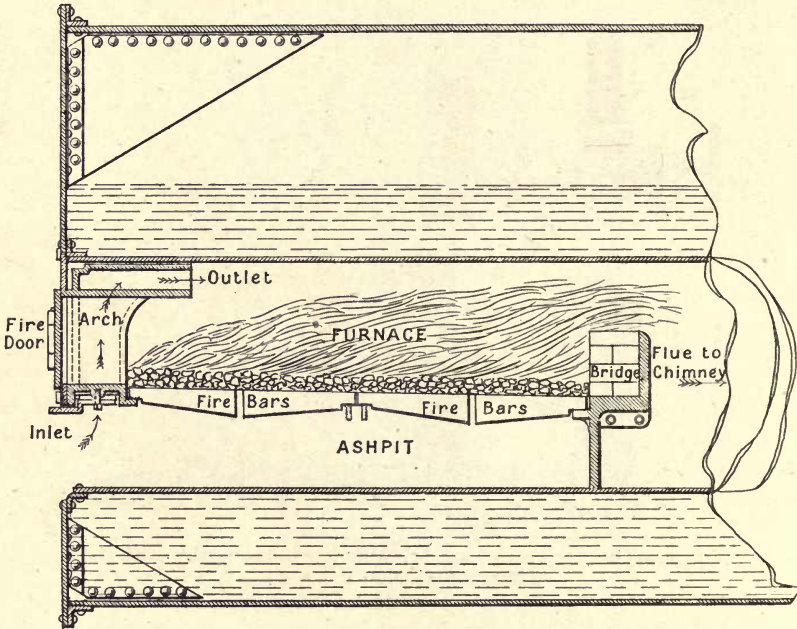 Outlet
Arch
Fire
Door
FURNACE
Bridge
Flue to
Chimney
Fire Bars
Fire Bars
Inlet
ASHPIT